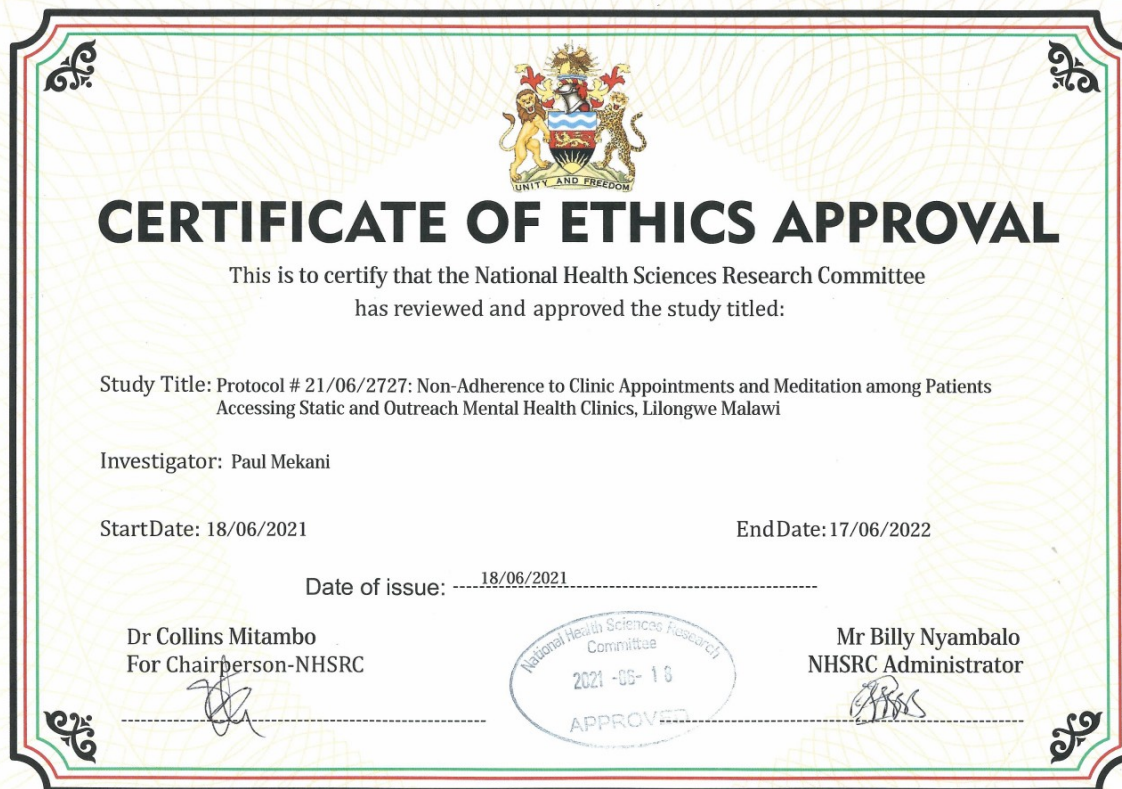 UNITY AND FREEDOM
CERTIFICATE OF ETHICS APPROVAL
This is to certify that the National Health Sciences Research Committee
has reviewed and approved the study titled:
Study Title: Protocol # 21/06/2727: Non-Adherence to Clinic Appointments and Meditation among Patients
Accessing Static and Outreach Mental Health Clinics, Lilongwe Malawi
Investigator: Paul Mekani
StartDate: 18/06/2021 EndDate: 17/06/2022
Date of issue: 18/06/2021
Dr Collins Mitambo
For Chairperson-NHSRC
National Health Sciences Research
Committee
2021 -06- 18
APPROVED
Mr Billy Nyambalo
NHSRC Administrator